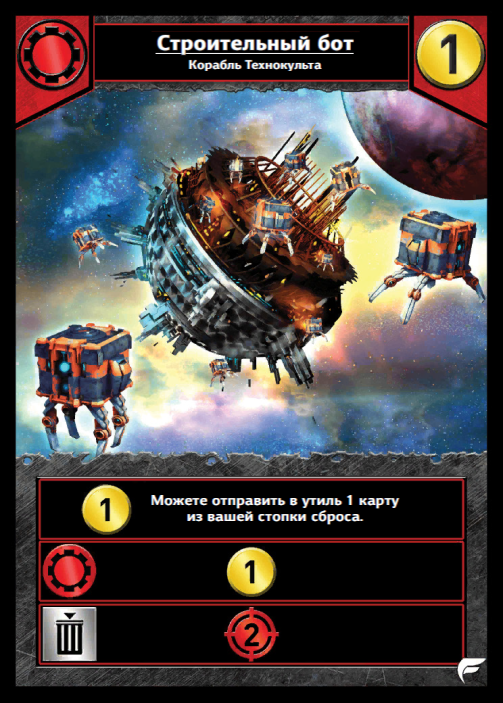 Строительный бот
Корабль Технокульта
1
1
Можете отправить в утиль 1 карту
из вашей стопки сброса.
1
2